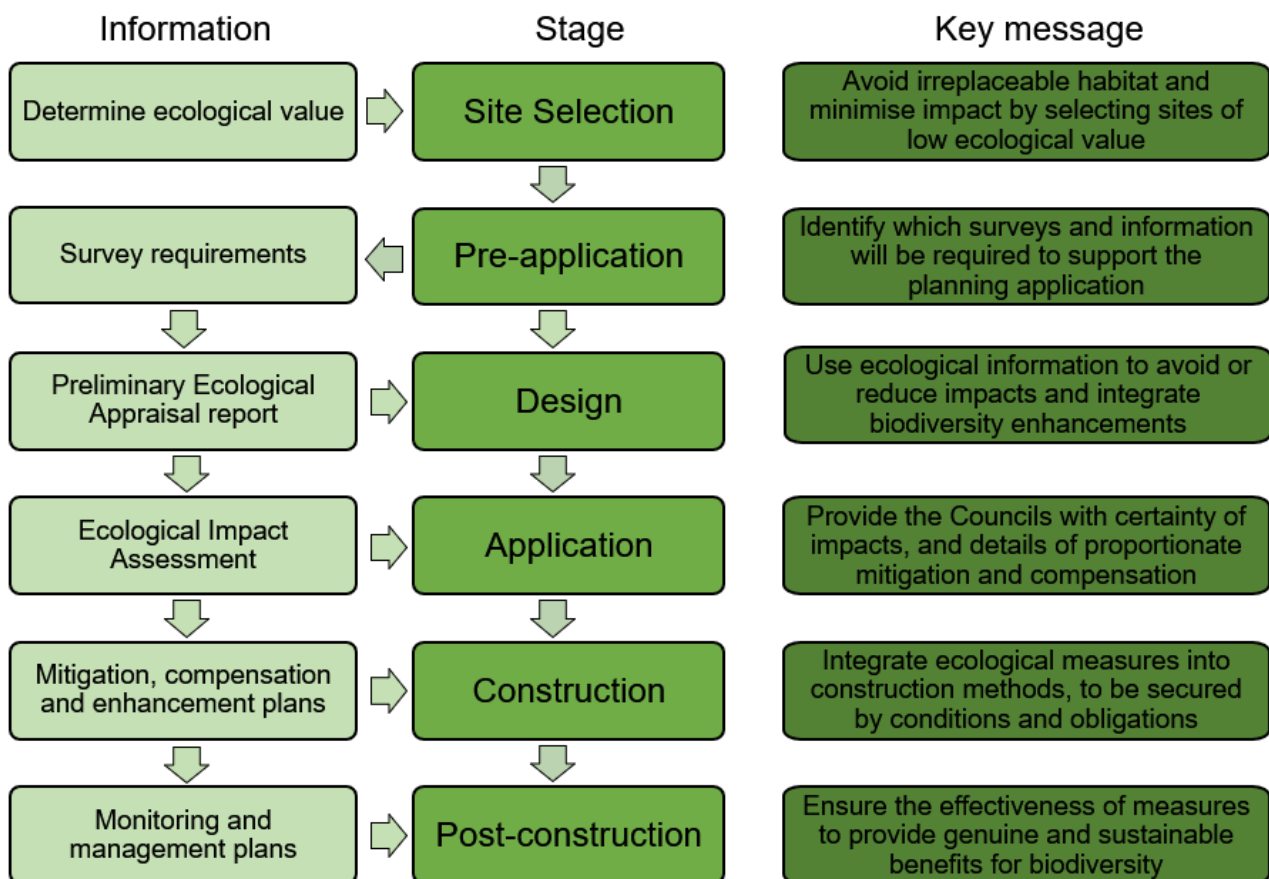 Information
Stage
Key message
Determine ecological value
Site Selection
Avoid irreplaceable habitat and
minimise impact by selecting sites of
low ecological value
Survey requirements
Pre-application
Identify which surveys and information
will be required to support the
planning application
Preliminary Ecological
Appraisal report
Design
Use ecological information to avoid or
reduce impacts and integrate
biodiversity enhancements
Ecological Impact
Assessment
Application
Provide the Councils with certainty of
impacts, and details of proportionate
mitigation and compensation
Mitigation, compensation
and enhancement plans
Construction
Integrate ecological measures into
construction methods, to be secured
by conditions and obligations
Monitoring and
management plans
Post-construction
Ensure the effectiveness of measures
to provide genuine and sustainable
benefits for biodiversity